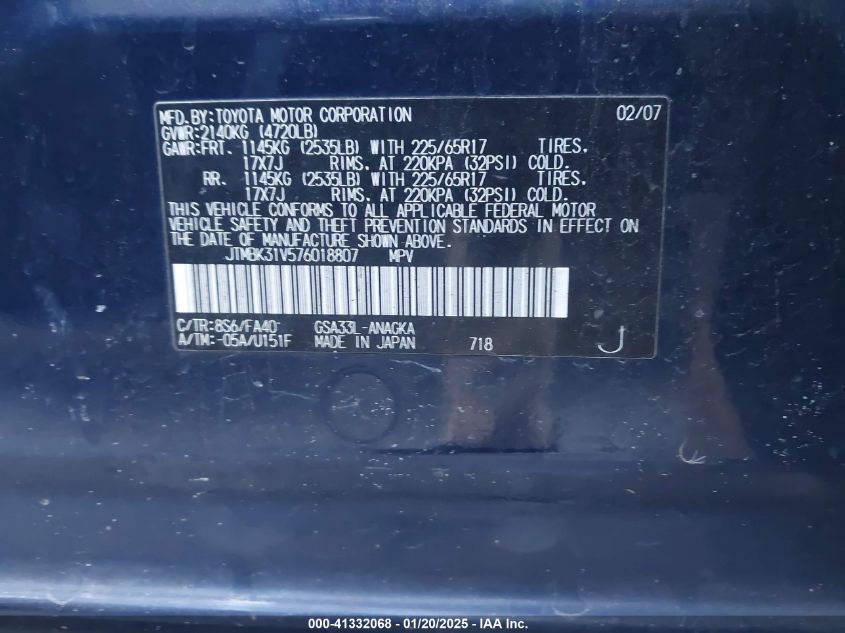 MFD.BY:TOYOTA MOTOR CORPORATION 02/07
GVWR:2140KG (4720LB)
GAWR:FRT. 1145KG (2535LB) WITH 225/65R17 TIRES.
17X7J RIMS. AT 220KPA (32PSI) COLD.
RR. 1145KG (2535LB) WITH 225/65R17 TIRES.
17X7J RIMS. AT 220KPA (32PSI) COLD.
THIS VEHICLE CONFORMS TO ALL APPLICABLE FEDERAL MOTOR
VEHICLE SAFETY AND THEFT PREVENTION STANDARDS IN EFFECT ON
THE DATE OF MANUFACTURE SHOWN ABOVE.
JTMBK31V576018807 MPV
C/TR:8S6/FA40 GSA33L-ANAGKA
A/TM:-05A/U151F MADE IN JAPAN 718
000-41332068 - 01/20/2025 - IAA Inc.